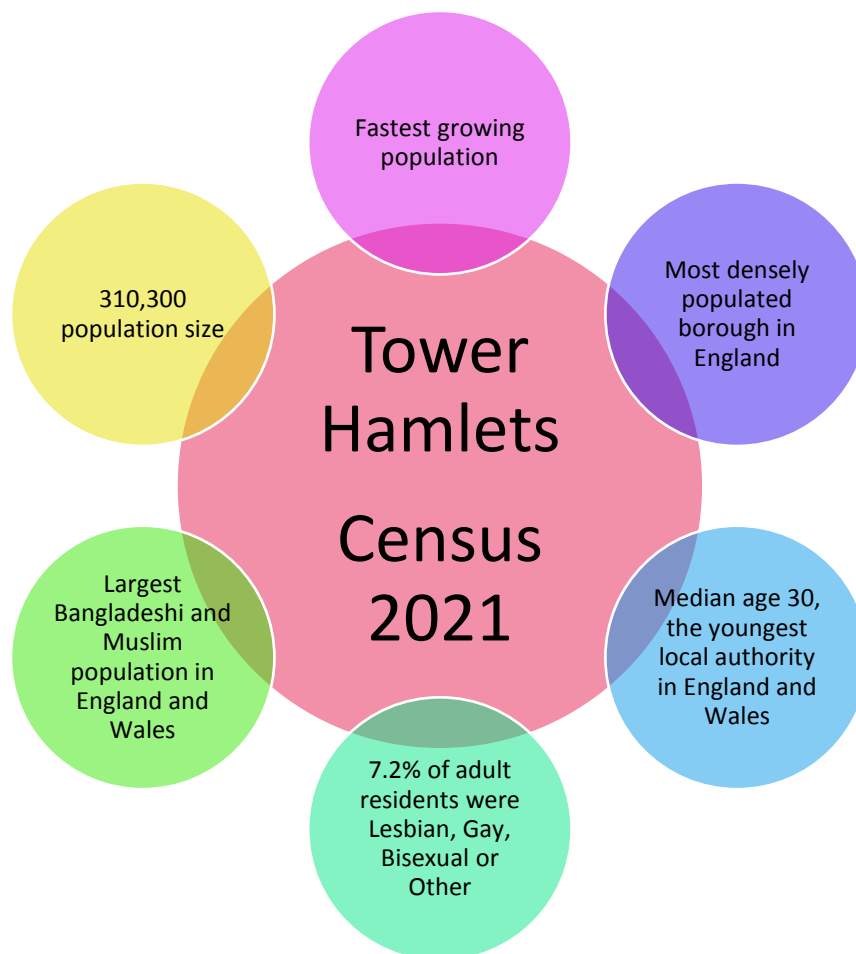 Fastest growing
population
Most densely
populated
borough in
England
Median age 30,
the youngest
local authority
in England and
Wales
7.2% of adult
residents were
Lesbian, Gay,
Bisexual or
Other
Largest
Bangladeshi and
Muslim
population in
England and
Wales
310,300
population size
Tower
Hamlets
Census
2021